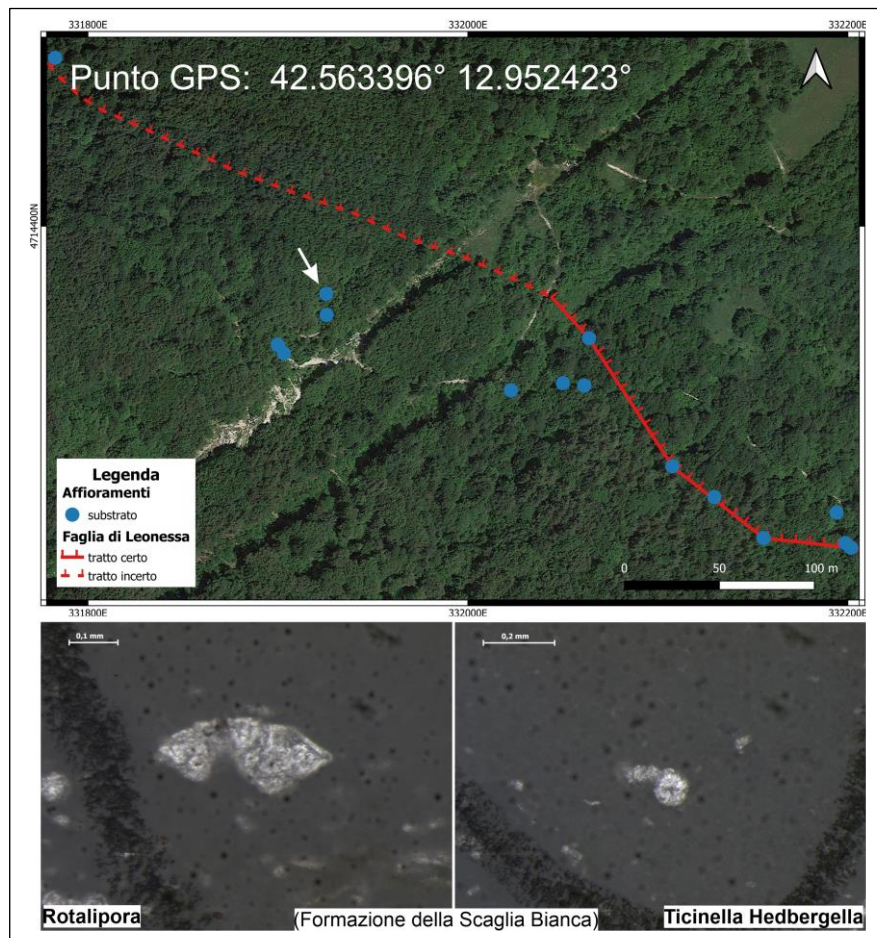 331800E
332000E
332200E
Punto GPS: 42.563396° 12.952423°
4714400N
Legenda
Affioramenti
substrato
Faglia di Leonessa
tratto certo
tratto incerto
0
50
100 m
331800E
332000E
332200E
0,1 mm
0,2 mm
Rotalipora
(Formazione della Scaglia Bianca)
Ticinella Hedbergella